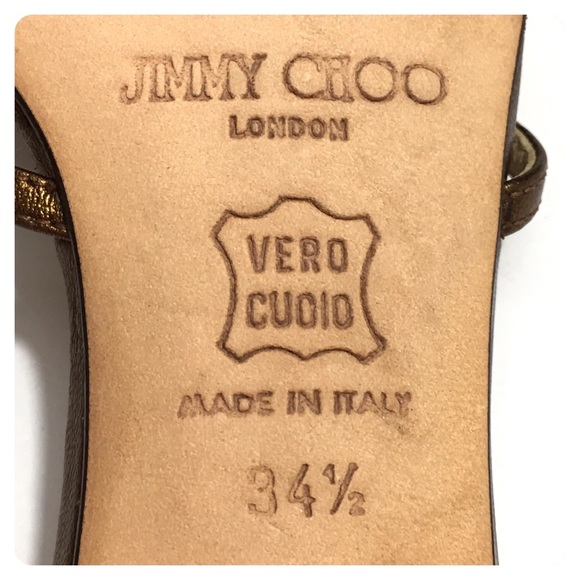 JIMMY CHOO
LONDON
VERO
CUOIO
MADE IN ITALY
34½